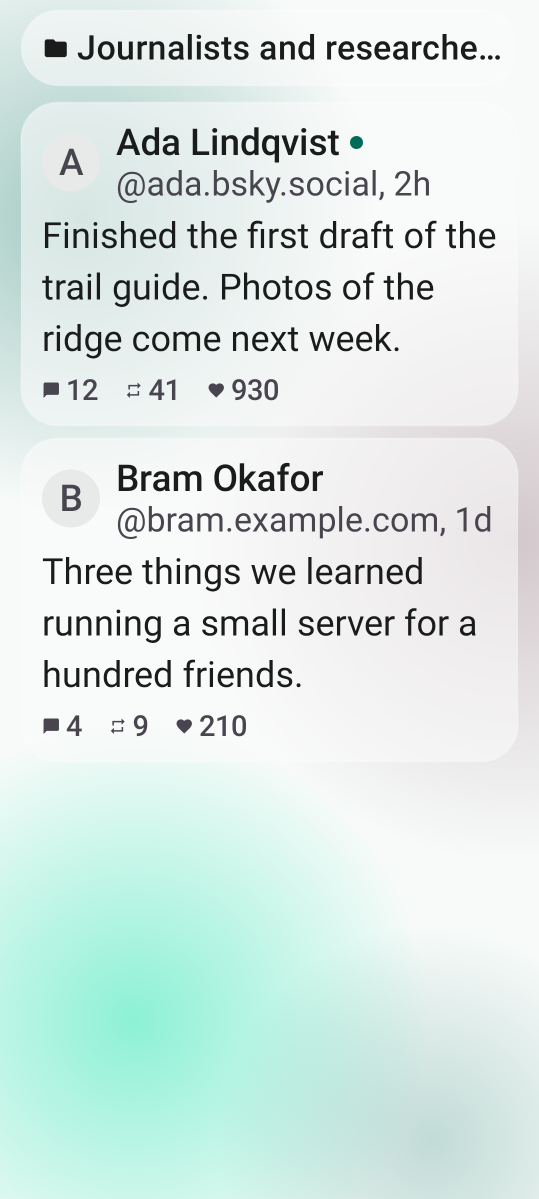 Journalists and researche…
A
Ada Lindqvist
@ada.bsky.social, 2h
Finished the first draft of the
trail guide. Photos of the
ridge come next week.
12 41 930
B
Bram Okafor
@bram.example.com, 1d
Three things we learned
running a small server for a
hundred friends.
4 9 210